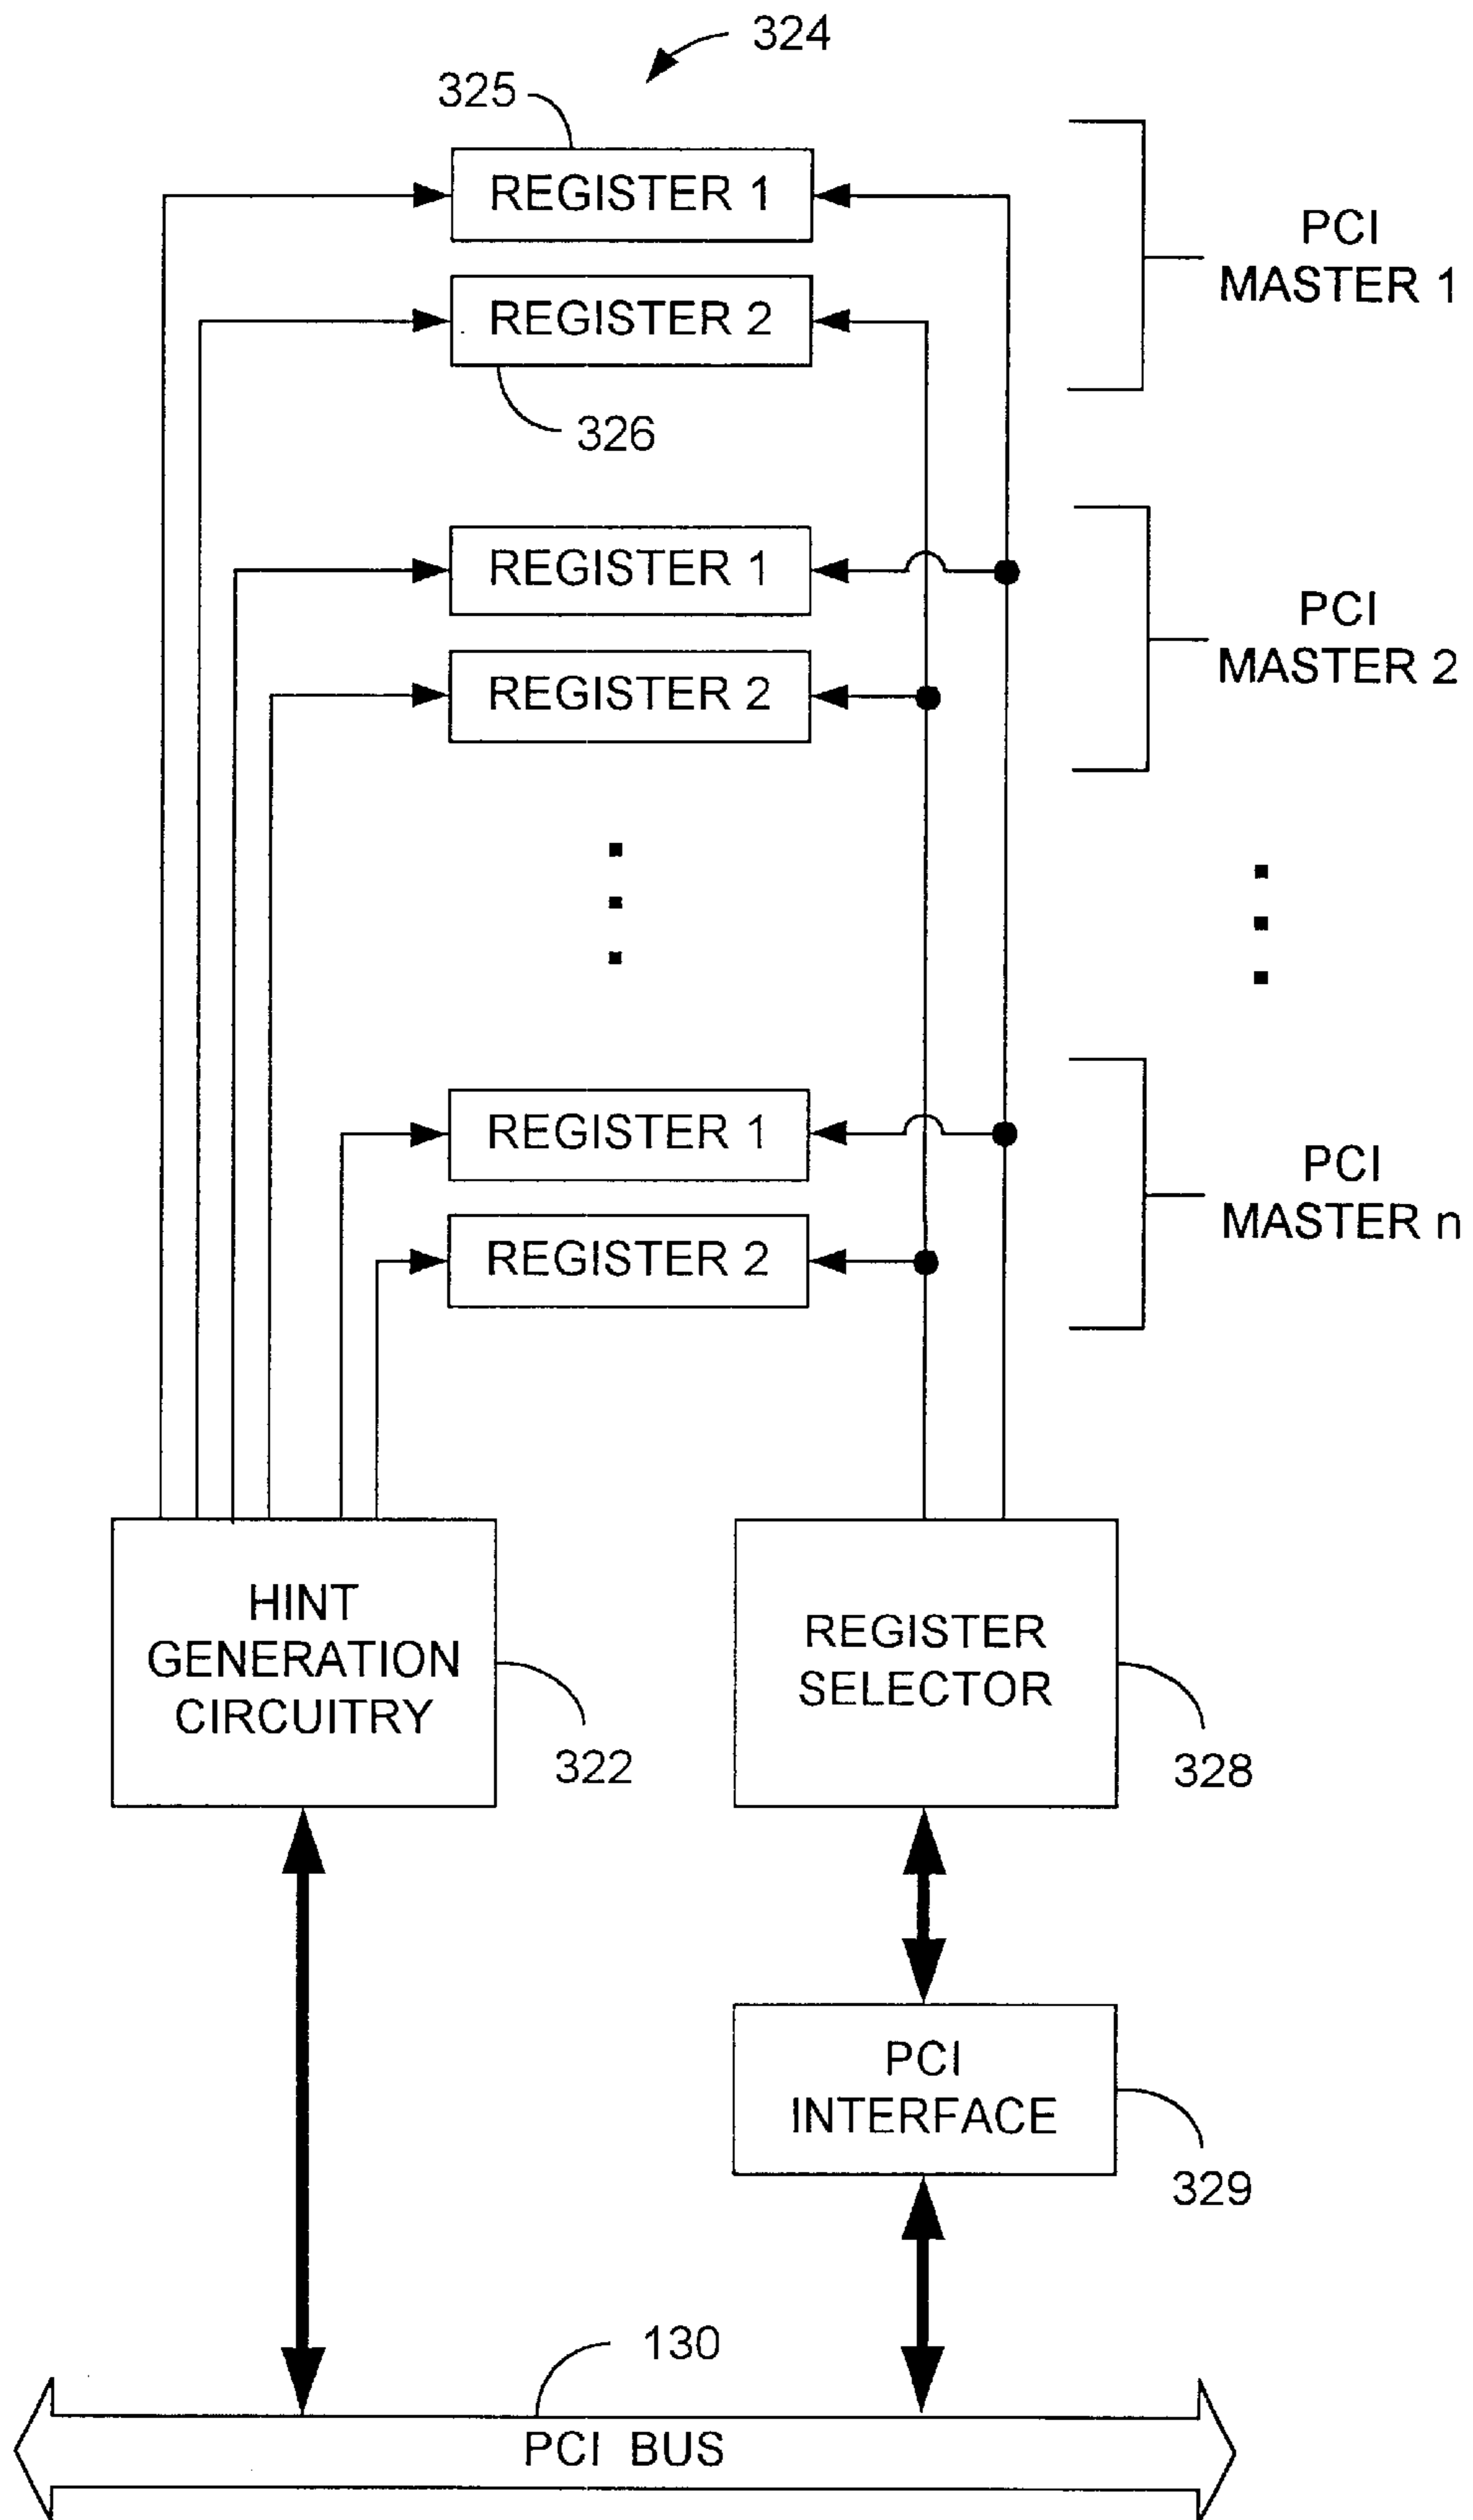 324
325
REGISTER 1
PCI
MASTER 1
REGISTER 2
326
REGISTER 1
PCI
MASTER 2
REGISTER 2
REGISTER 1
PCI
MASTER n
REGISTER 2
HINT
GENERATION
CIRCUITRY
322
REGISTER
SELECTOR
328
PCI
INTERFACE
329
130
PCI BUS